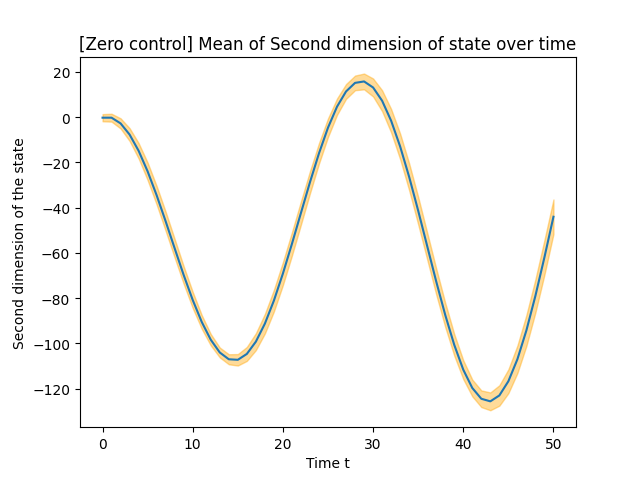 [Zero control] Mean of Second dimension of state over time
20
0
−20
−40
−60
−80
−100
−120
Second dimension of the state
0 10 20 30 40 50
Time t